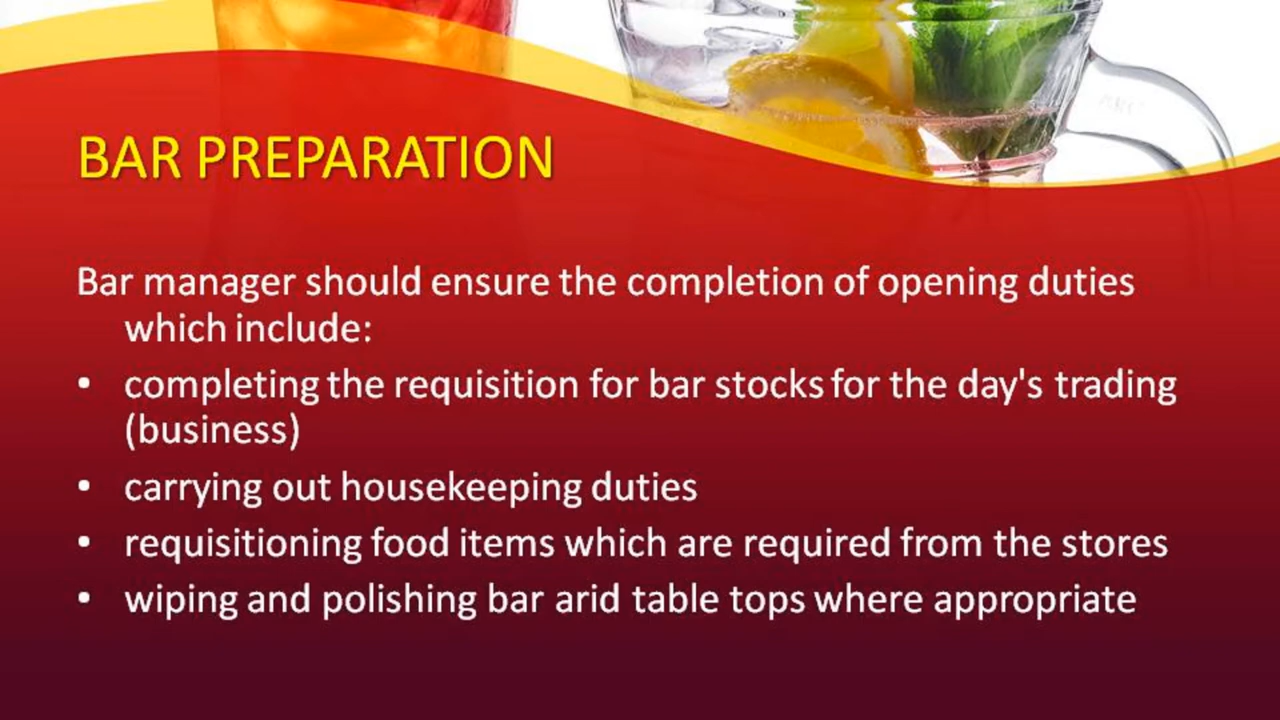 BAR PREPARATION
Bar manager should ensure the completion of opening duties
which include:
• completing the requisition for bar stocks for the day's trading
(business)
• carrying out housekeeping duties
• requisitioning food items which are required from the stores
• wiping and polishing bar arid table tops where appropriate